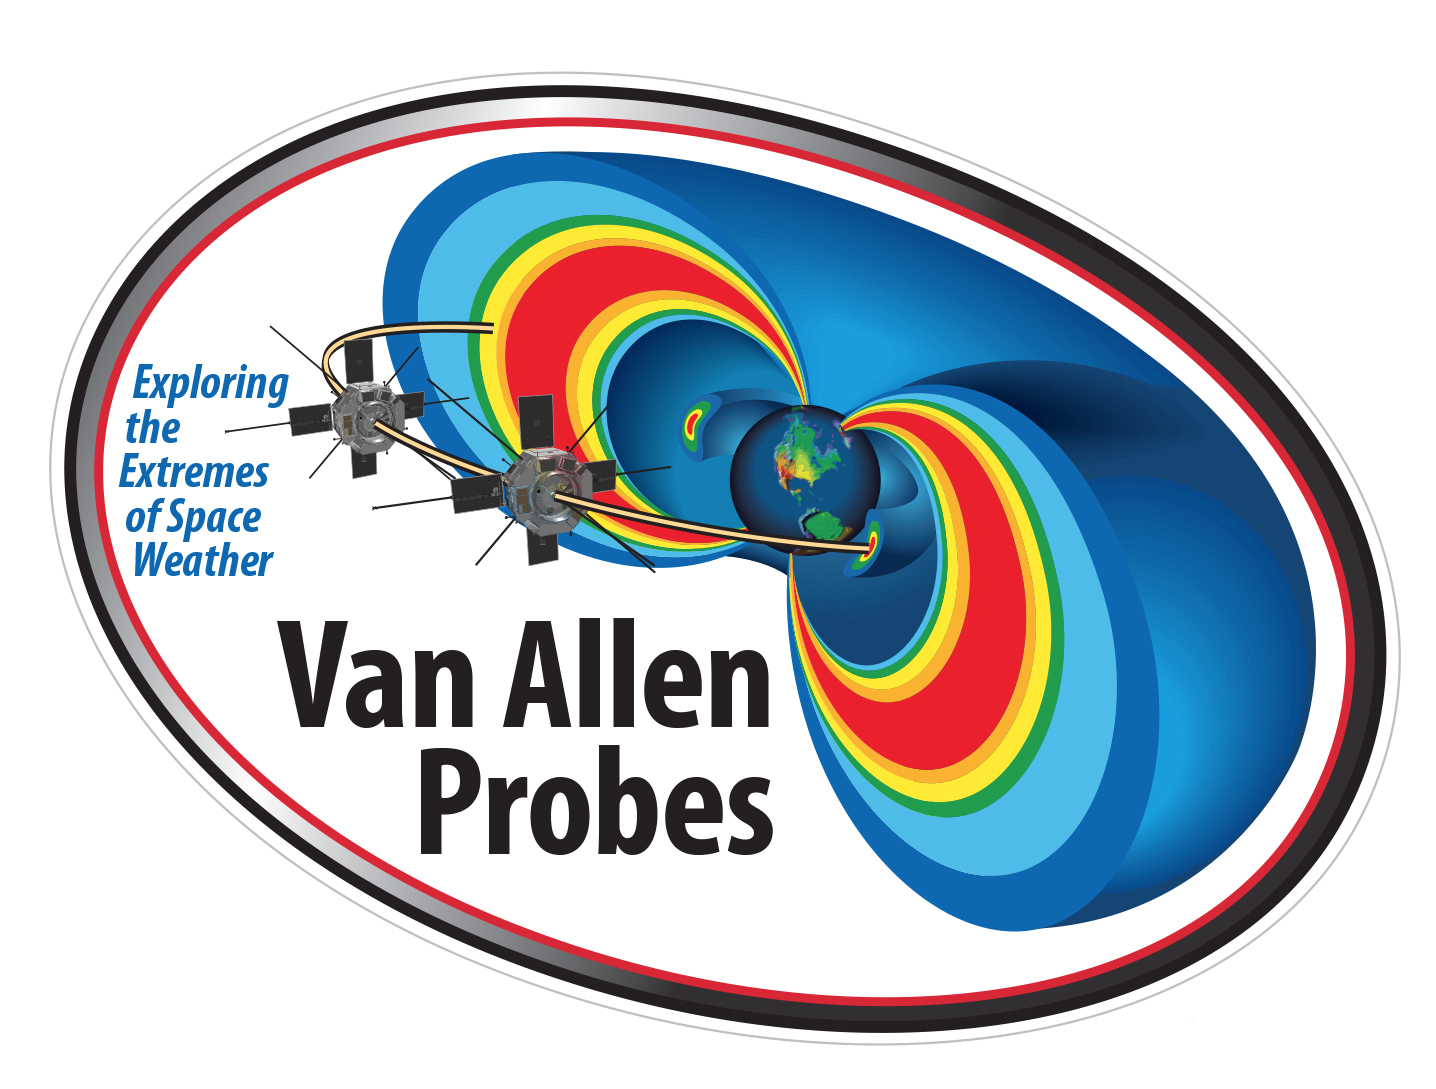 Exploring
the
Extremes
of Space
Weather
Van Allen
Probes